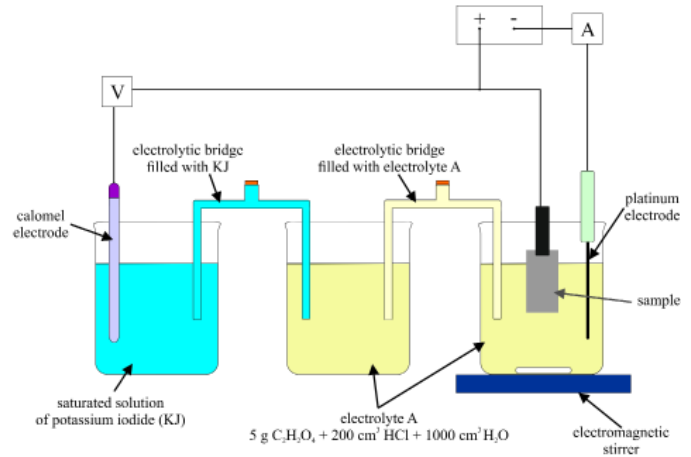 + -
A
V
electrolytic bridge
filled with KJ
electrolytic bridge
filled with electrolyte A
calomel
electrode
platinum
electrode
sample
saturated solution
of potassium iodide (KJ)
electrolyte A
5 g C₂H₂O₄ + 200 cm³ HCl + 1000 cm³ H₂O
electromagnetic
stirrer